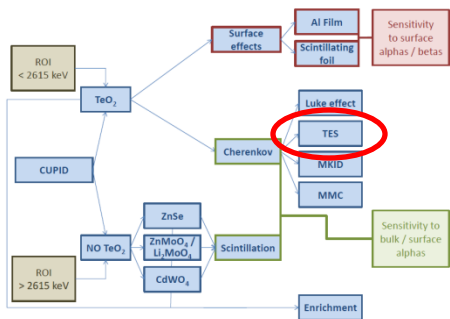 ROI
< 2615 keV
TeO₂
CUPID
NO TeO₂
ROI
> 2615 keV
Surface
effects
Al Film
Scintillating
foil
Sensitivity
to surface
alphas / betas
Cherenkov
Luke effect
TES
MKID
MMC
ZnSe
ZnMoO₄ /
Li₂MoO₄
CdWO₄
Scintillation
Sensitivity to
bulk / surface
alphas
Enrichment